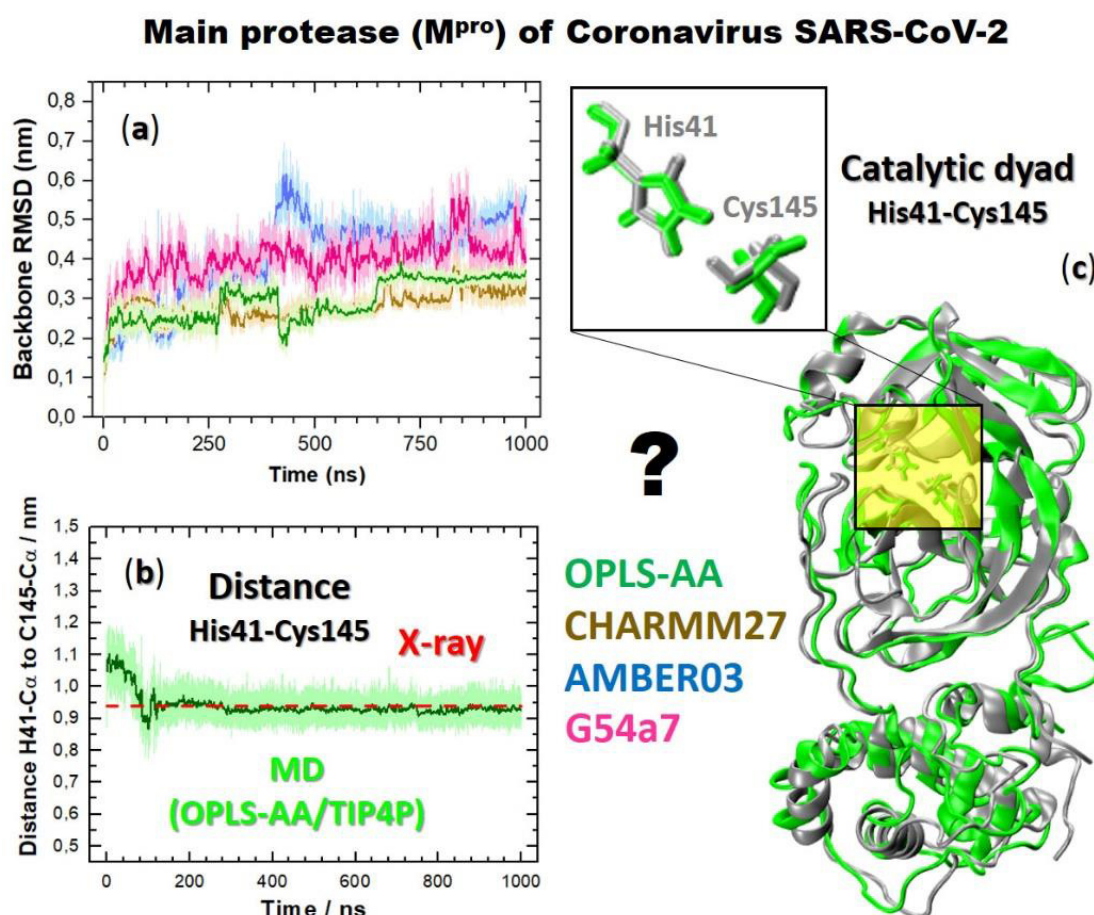 Main protease (Mᵖʳᵒ) of Coronavirus SARS-CoV-2
(a)
Backbone RMSD (nm)
0,8
0,7
0,6
0,5
0,4
0,3
0,2
0,1
0,0
0 250 500 750 1000
Time (ns)
His41
Cys145
Catalytic dyad
His41-Cys145
(c)
?
(b)
Distance H41-Cα to C145-Cα / nm
1,5
1,4
1,3
1,2
1,1
1,0
0,9
0,8
0,7
0,6
0,5
Distance
His41-Cys145
X-ray
MD
(OPLS-AA/TIP4P)
0 200 400 600 800 1000
Time / ns
OPLS-AA
CHARMM27
AMBER03
G54a7